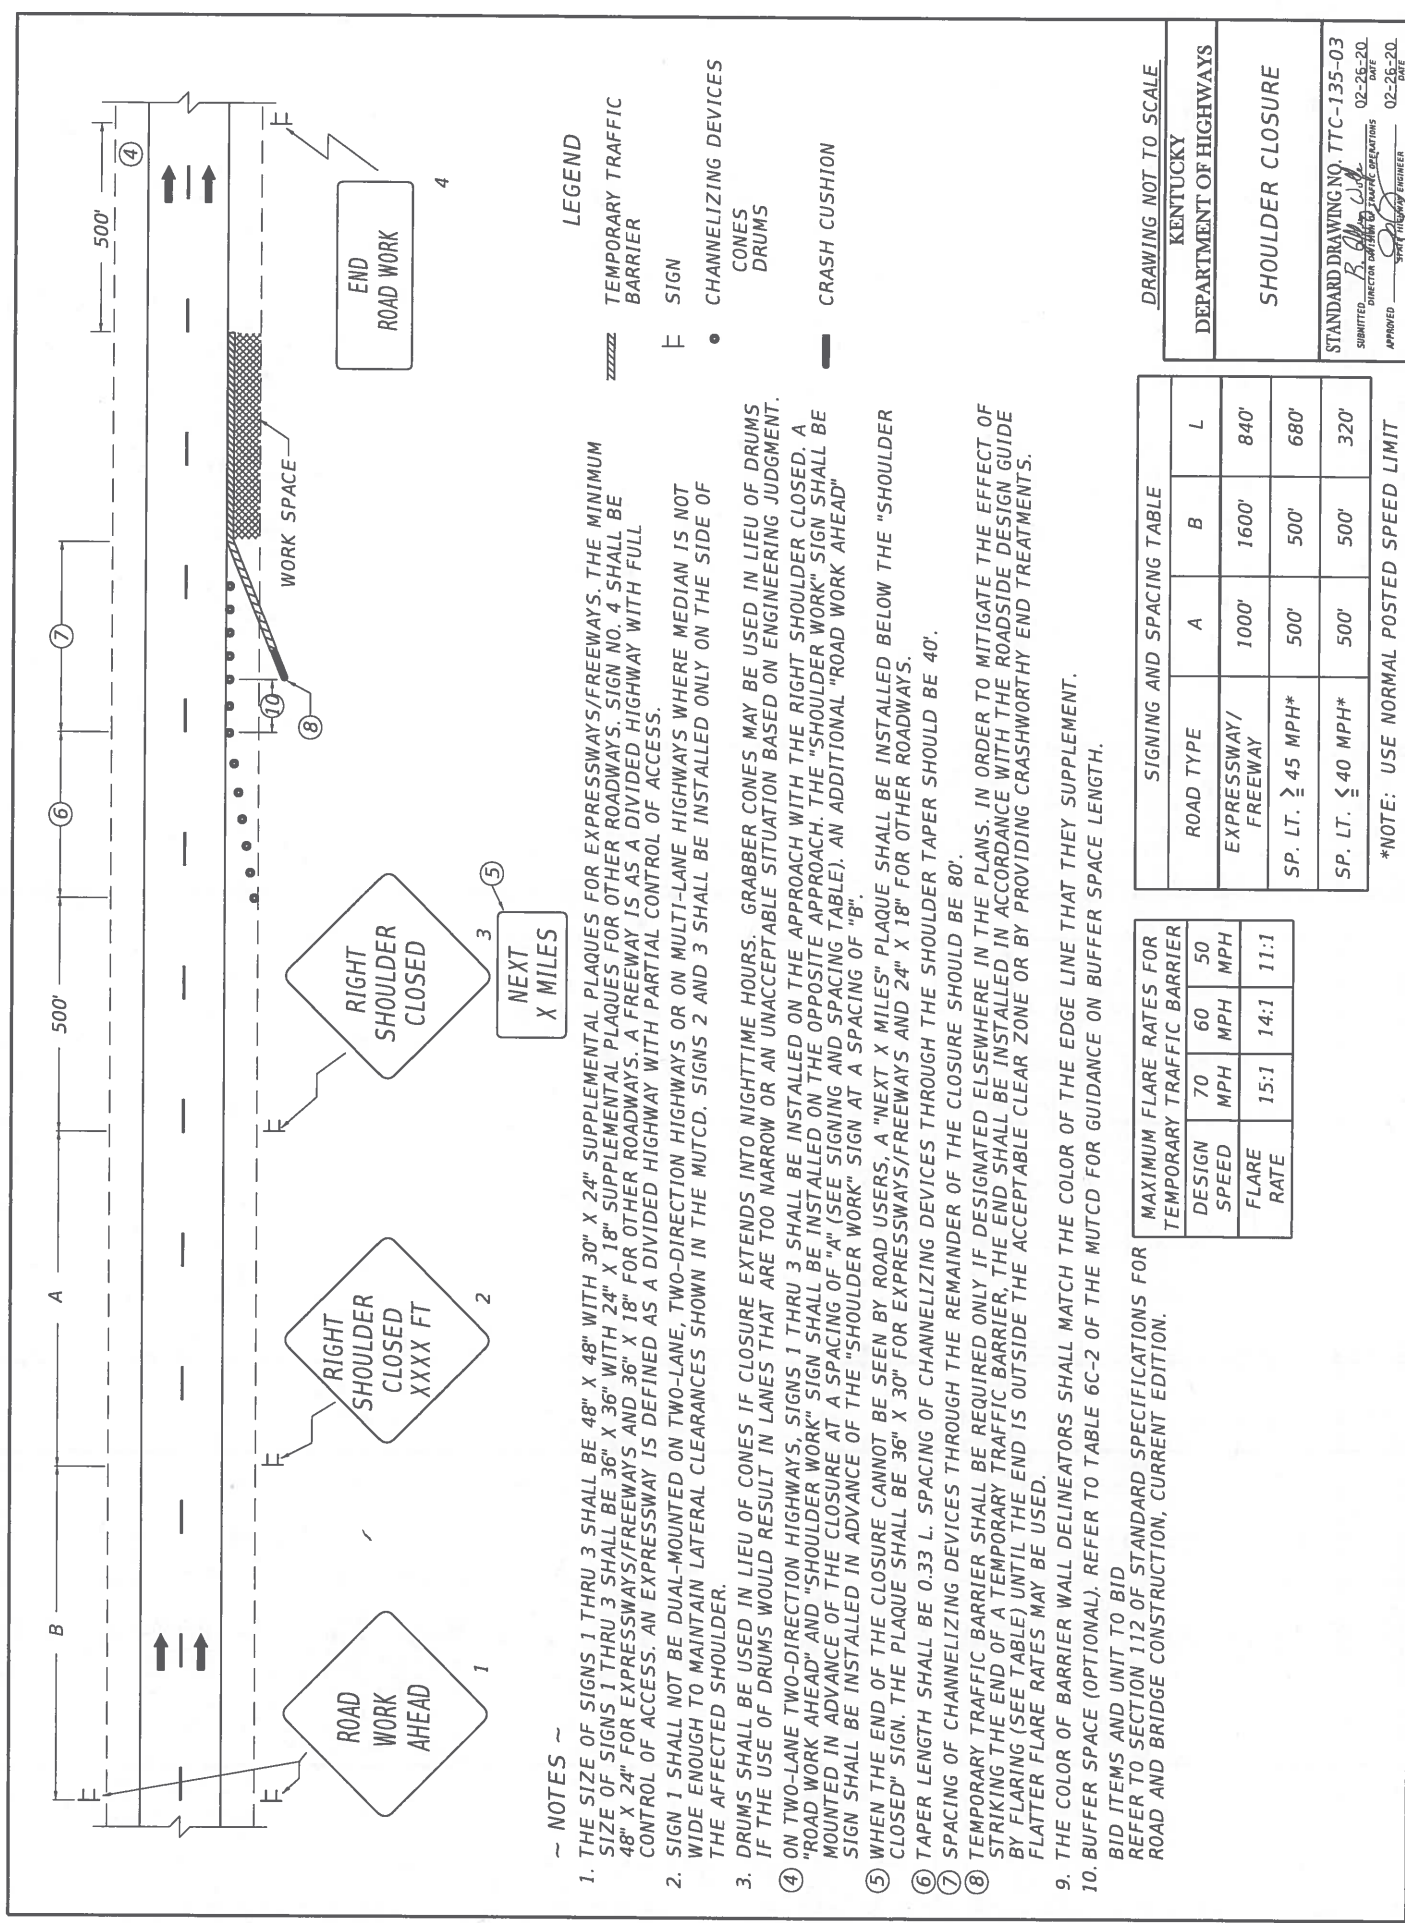 B
A
500'
⑥
⑦
500'
④
⑩
⑧
WORK SPACE
ROAD
WORK
AHEAD
1
RIGHT
SHOULDER
CLOSED
XXXX FT
2
RIGHT
SHOULDER
CLOSED
3
NEXT
X MILES
⑤
END
ROAD WORK
4
LEGEND
TEMPORARY TRAFFIC
BARRIER
SIGN
CHANNELIZING DEVICES
CONES
DRUMS
CRASH CUSHION
~ NOTES ~
1. THE SIZE OF SIGNS 1 THRU 3 SHALL BE 48" X 48" WITH 30" X 24" SUPPLEMENTAL PLAQUES FOR EXPRESSWAYS/FREEWAYS. THE MINIMUM
SIZE OF SIGNS 1 THRU 3 SHALL BE 36" X 36" WITH 24" X 18" SUPPLEMENTAL PLAQUES FOR OTHER ROADWAYS. SIGN NO. 4 SHALL BE
48" X 24" FOR EXPRESSWAYS/FREEWAYS AND 36" X 18" FOR OTHER ROADWAYS. A FREEWAY IS AS A DIVIDED HIGHWAY WITH FULL
CONTROL OF ACCESS. AN EXPRESSWAY IS DEFINED AS A DIVIDED HIGHWAY WITH PARTIAL CONTROL OF ACCESS.
2. SIGN 1 SHALL NOT BE DUAL-MOUNTED ON TWO-LANE, TWO-DIRECTION HIGHWAYS OR ON MULTI-LANE HIGHWAYS WHERE MEDIAN IS NOT
WIDE ENOUGH TO MAINTAIN LATERAL CLEARANCES SHOWN IN THE MUTCD. SIGNS 2 AND 3 SHALL BE INSTALLED ONLY ON THE SIDE OF
THE AFFECTED SHOULDER.
3. DRUMS SHALL BE USED IN LIEU OF CONES IF CLOSURE EXTENDS INTO NIGHTTIME HOURS. GRABBER CONES MAY BE USED IN LIEU OF DRUMS
IF THE USE OF DRUMS WOULD RESULT IN LANES THAT ARE TOO NARROW OR AN UNACCEPTABLE SITUATION BASED ON ENGINEERING JUDGMENT.
④ ON TWO-LANE TWO-DIRECTION HIGHWAYS, SIGNS 1 THRU 3 SHALL BE INSTALLED ON THE APPROACH WITH THE RIGHT SHOULDER CLOSED. A
"ROAD WORK AHEAD" AND "SHOULDER WORK" SIGN SHALL BE INSTALLED ON THE OPPOSITE APPROACH. THE "SHOULDER WORK" SIGN SHALL BE
MOUNTED IN ADVANCE OF THE CLOSURE AT A SPACING OF "A" (SEE SIGNING AND SPACING TABLE). AN ADDITIONAL "ROAD WORK AHEAD"
SIGN SHALL BE INSTALLED IN ADVANCE OF THE "SHOULDER WORK" SIGN AT A SPACING OF "B".
⑤ WHEN THE END OF THE CLOSURE CANNOT BE SEEN BY ROAD USERS, A "NEXT X MILES" PLAQUE SHALL BE INSTALLED BELOW THE "SHOULDER
CLOSED" SIGN. THE PLAQUE SHALL BE 36" X 30" FOR EXPRESSWAYS/FREEWAYS AND 24" X 18" FOR OTHER ROADWAYS.
⑥ TAPER LENGTH SHALL BE 0.33 L. SPACING OF CHANNELIZING DEVICES THROUGH THE SHOULDER TAPER SHOULD BE 40'.
⑦ SPACING OF CHANNELIZING DEVICES THROUGH THE REMAINDER OF THE CLOSURE SHOULD BE 80'.
⑧ TEMPORARY TRAFFIC BARRIER SHALL BE REQUIRED ONLY IF DESIGNATED ELSEWHERE IN THE PLANS. IN ORDER TO MITIGATE THE EFFECT OF
STRIKING THE END OF A TEMPORARY TRAFFIC BARRIER, THE END SHALL BE INSTALLED IN ACCORDANCE WITH THE ROADSIDE DESIGN GUIDE
BY FLARING (SEE TABLE) UNTIL THE END IS OUTSIDE THE ACCEPTABLE CLEAR ZONE OR BY PROVIDING CRASHWORTHY END TREATMENTS.
FLATTER FLARE RATES MAY BE USED.
9. THE COLOR OF BARRIER WALL DELINEATORS SHALL MATCH THE COLOR OF THE EDGE LINE THAT THEY SUPPLEMENT.
10. BUFFER SPACE (OPTIONAL). REFER TO TABLE 6C-2 OF THE MUTCD FOR GUIDANCE ON BUFFER SPACE LENGTH.
BID ITEMS AND UNIT TO BID
REFER TO SECTION 112 OF STANDARD SPECIFICATIONS FOR
ROAD AND BRIDGE CONSTRUCTION, CURRENT EDITION.
MAXIMUM FLARE RATES FOR
TEMPORARY TRAFFIC BARRIER
DESIGN SPEED 70 MPH 60 MPH 50 MPH
FLARE RATE 15:1 14:1 11:1
SIGNING AND SPACING TABLE
ROAD TYPE A B L
EXPRESSWAY/ FREEWAY 1000' 1600' 840'
SP. LT. ≧ 45 MPH* 500' 500' 680'
SP. LT. ≦ 40 MPH* 500' 500' 320'
*NOTE: USE NORMAL POSTED SPEED LIMIT
DRAWING NOT TO SCALE
KENTUCKY
DEPARTMENT OF HIGHWAYS
SHOULDER CLOSURE
STANDARD DRAWING NO. TTC-135-03
SUBMITTED 02-26-20
DIRECTOR DIVISION OF TRAFFIC OPERATIONS DATE
APPROVED 02-26-20
STATE HIGHWAY ENGINEER DATE